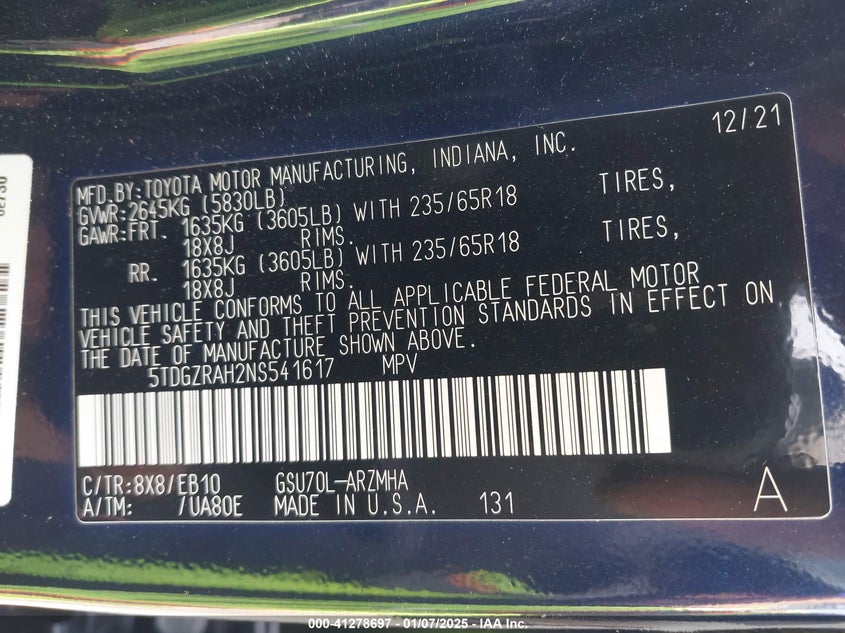 12/21
MFD.BY:TOYOTA MOTOR MANUFACTURING, INDIANA, INC.
GVWR:2645KG (5830LB)
GAWR:FRT. 1635KG (3605LB) WITH 235/65R18 TIRES,
18X8J RIMS.
RR. 1635KG (3605LB) WITH 235/65R18 TIRES,
18X8J RIMS.
THIS VEHICLE CONFORMS TO ALL APPLICABLE FEDERAL MOTOR
VEHICLE SAFETY AND THEFT PREVENTION STANDARDS IN EFFECT ON
THE DATE OF MANUFACTURE SHOWN ABOVE.
5TDGZRAH2NS541617 MPV
C/TR:8X8/EB10 GSU70L-ARZMHA
A/TM: /UA80E MADE IN U.S.A. 131 A
000-41278697 - 01/07/2025 - IAA Inc.